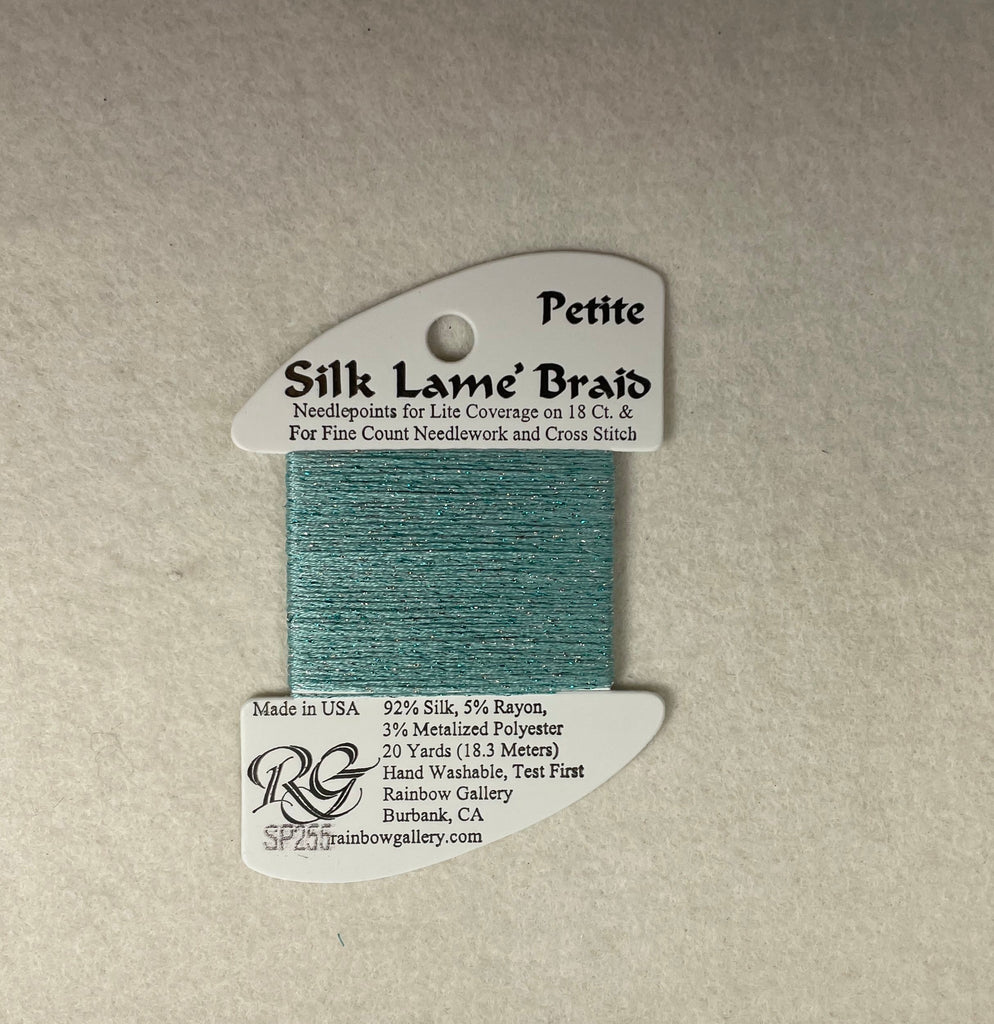 Petite
Silk Lame' Braid
Needlepoints for Lite Coverage on 18 Ct. &
For Fine Count Needlework and Cross Stitch
Made in USA
92% Silk, 5% Rayon,
3% Metalized Polyester
20 Yards (18.3 Meters)
Hand Washable, Test First
Rainbow Gallery
Burbank, CA
rainbowgallery.com
RG
SP255